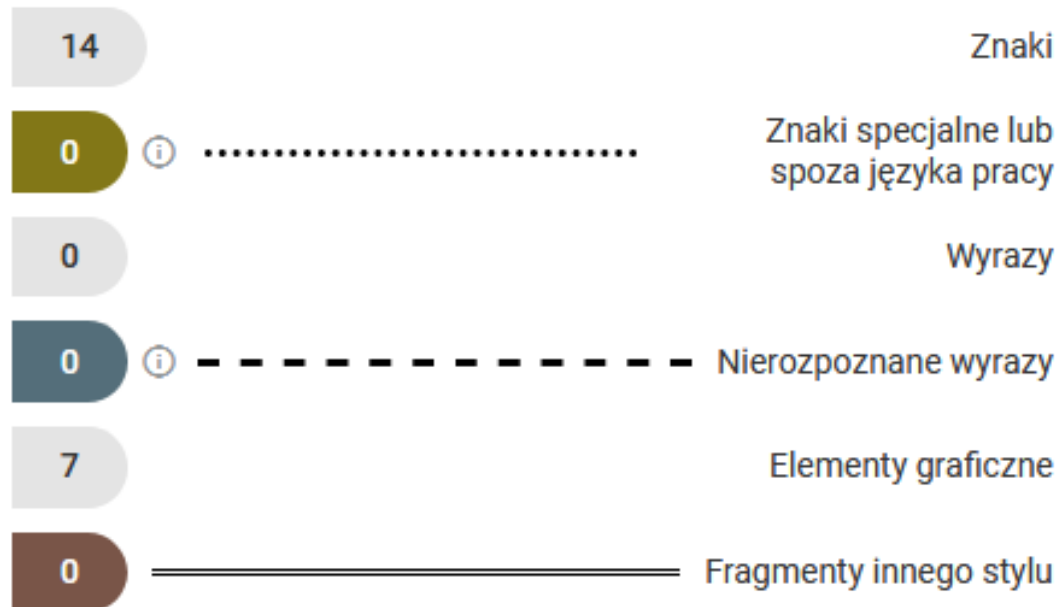 14 Znaki
0 Znaki specjalne lub
spoza języka pracy
0 Wyrazy
0 Nierozpoznane wyrazy
7 Elementy graficzne
0 Fragmenty innego stylu